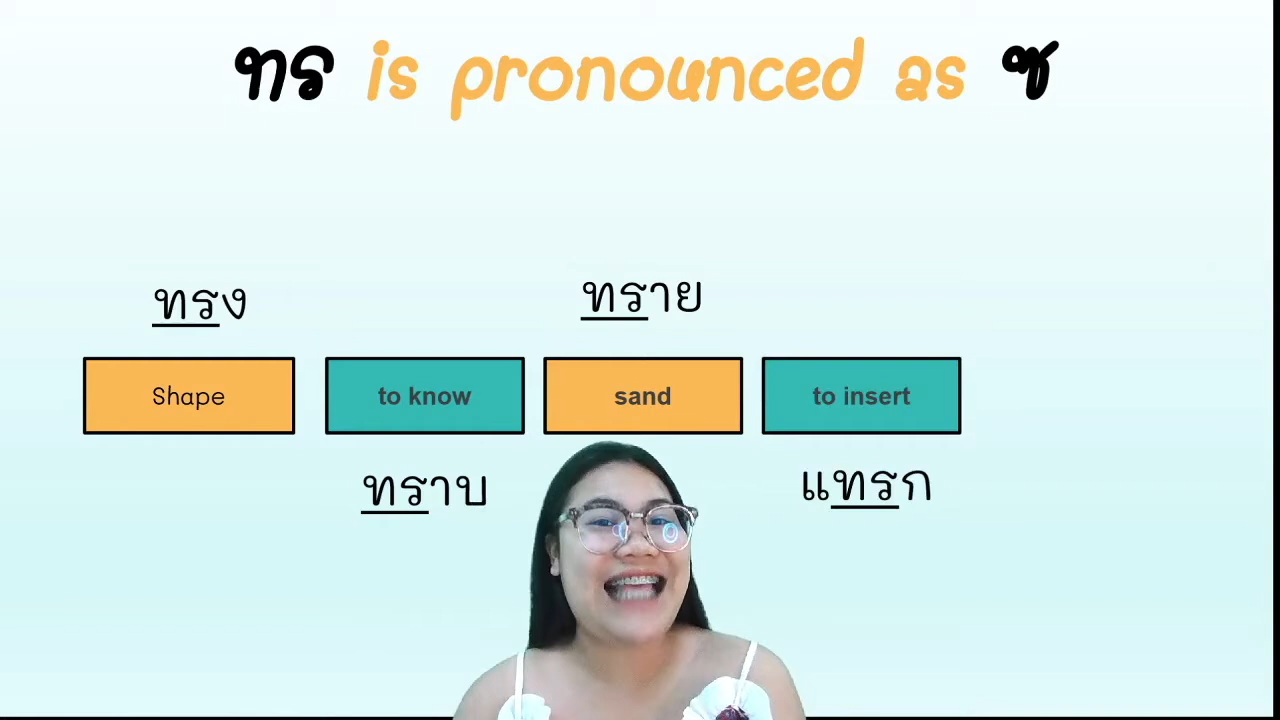 ทร is pronounced as ซ
ทรง
ทราย
Shape
to know
sand
to insert
ทราบ
แทรก